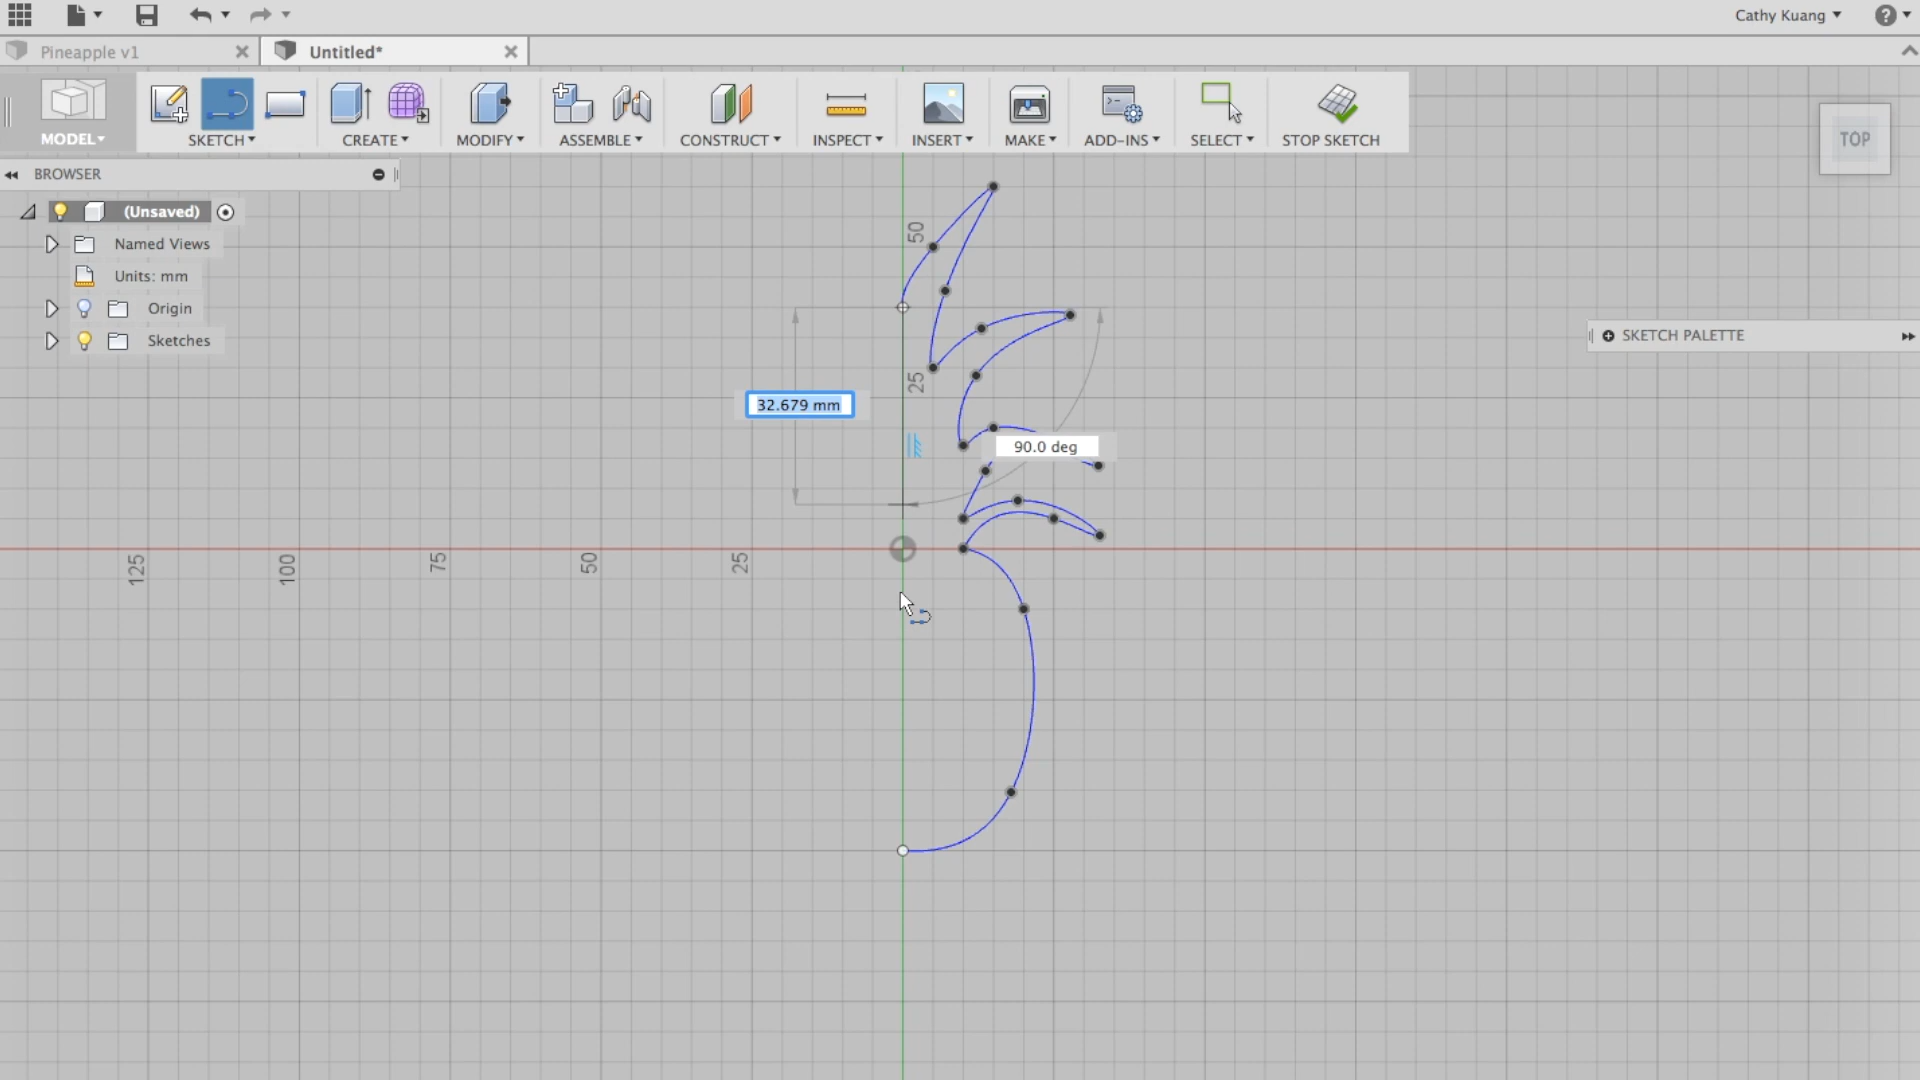 Cathy Kuang
Pineapple v1
Untitled*
MODEL
SKETCH
CREATE
MODIFY
ASSEMBLE
CONSTRUCT
INSPECT
INSERT
MAKE
ADD-INS
SELECT
STOP SKETCH
TOP
BROWSER
(Unsaved)
Named Views
Units: mm
Origin
Sketches
SKETCH PALETTE
50
25
32.679 mm
90.0 deg
125
100
75
50
25